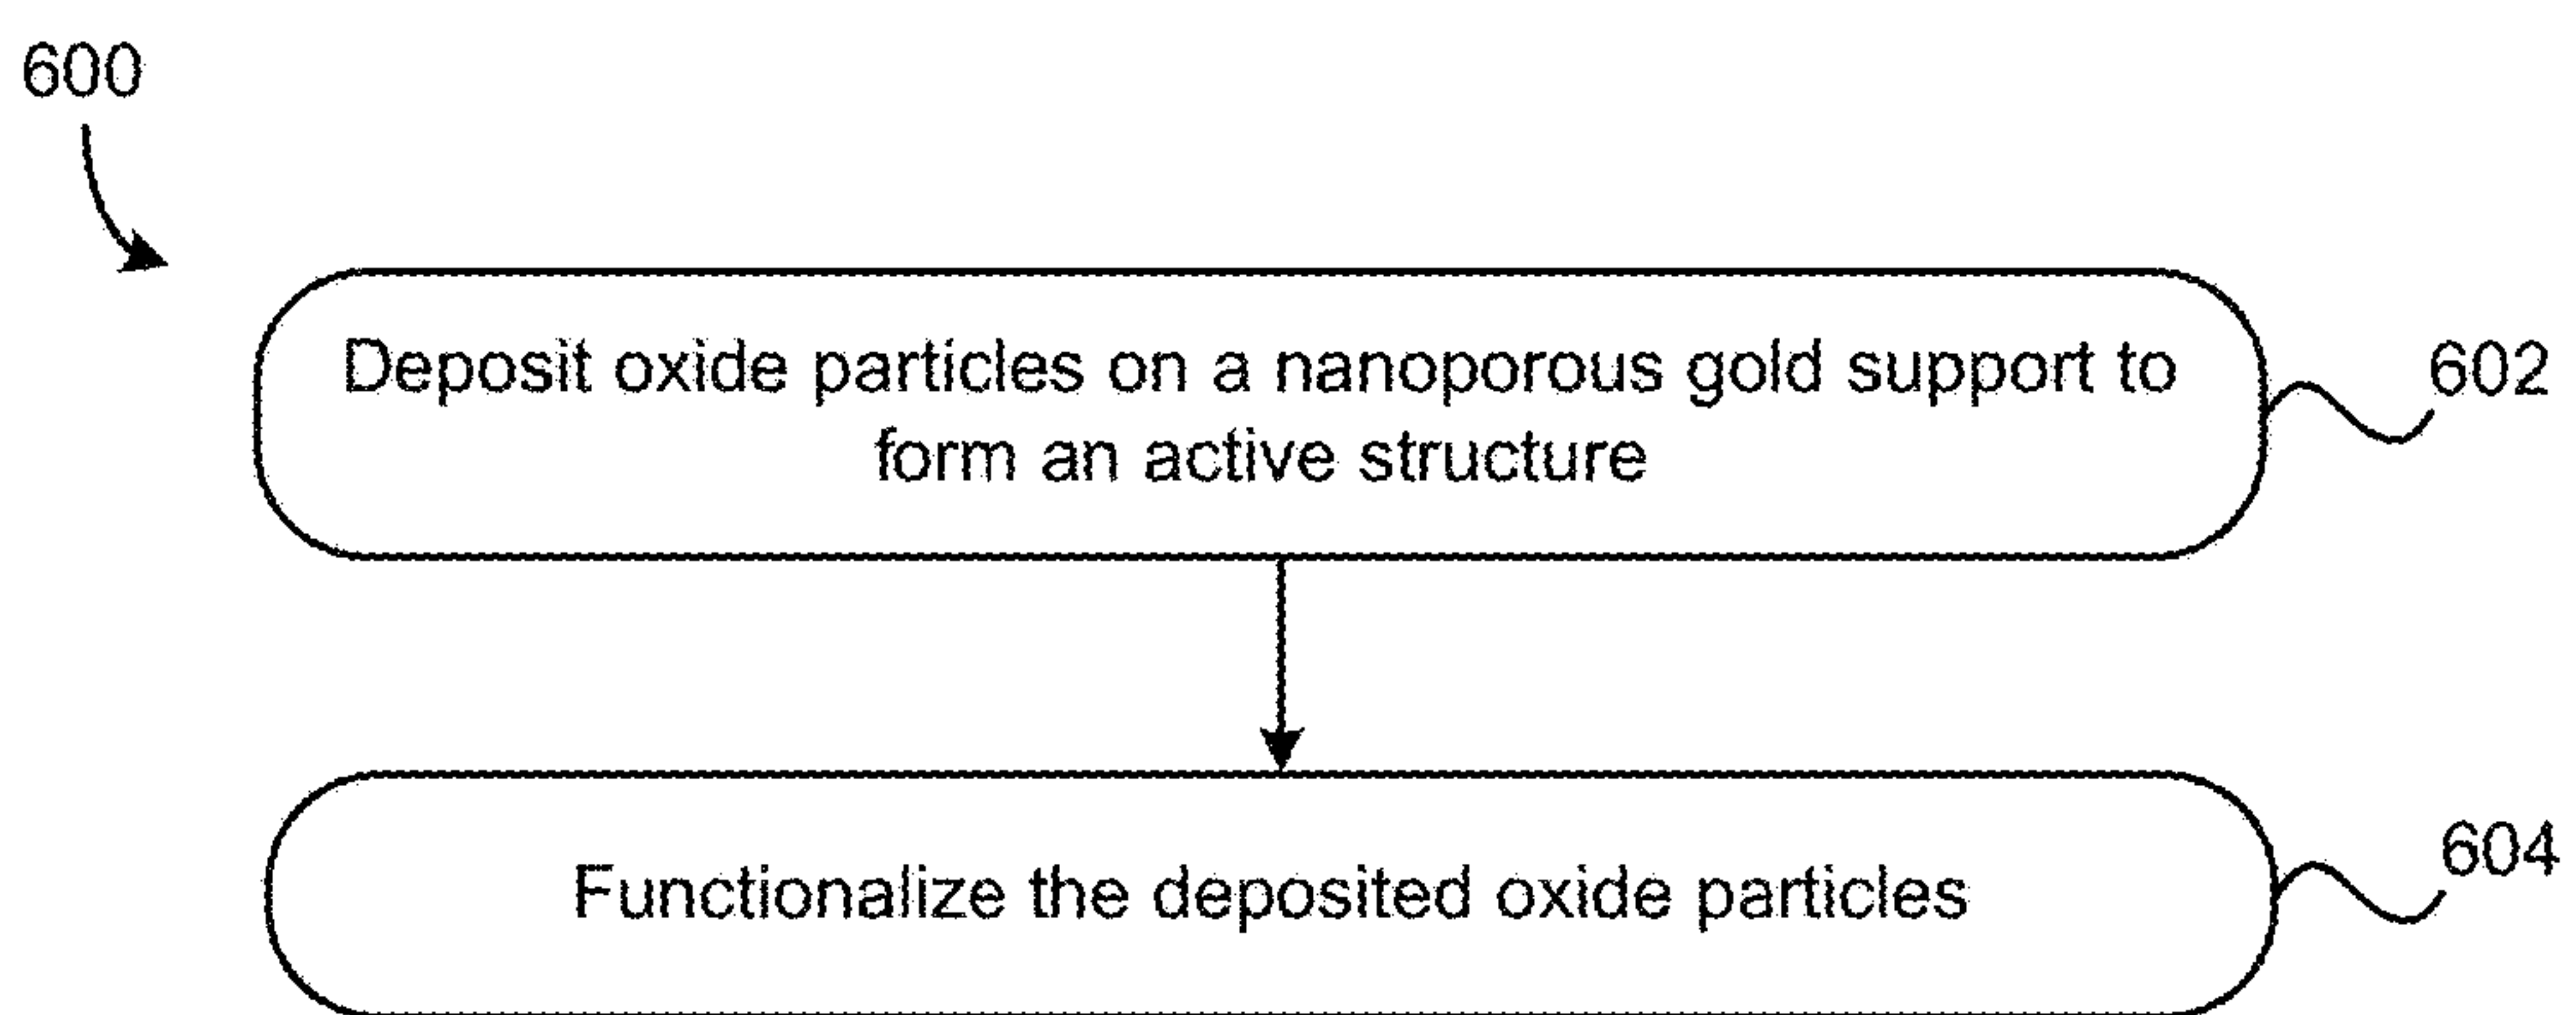 600
Deposit oxide particles on a nanoporous gold support to
form an active structure
602
Functionalize the deposited oxide particles
604